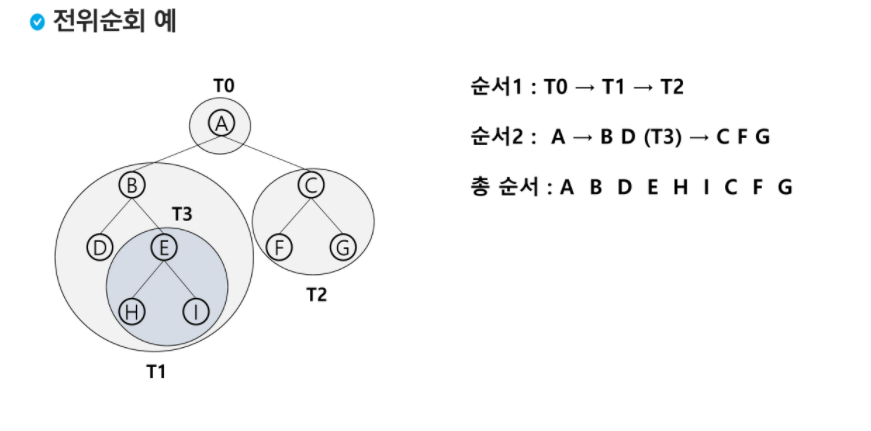 전위순회 예
T0
A
B
C
T3
D
E
F
G
H
I
T2
T1
순서1 : T0 → T1 → T2
순서2 : A → B D (T3) → C F G
총 순서 : A B D E H I C F G